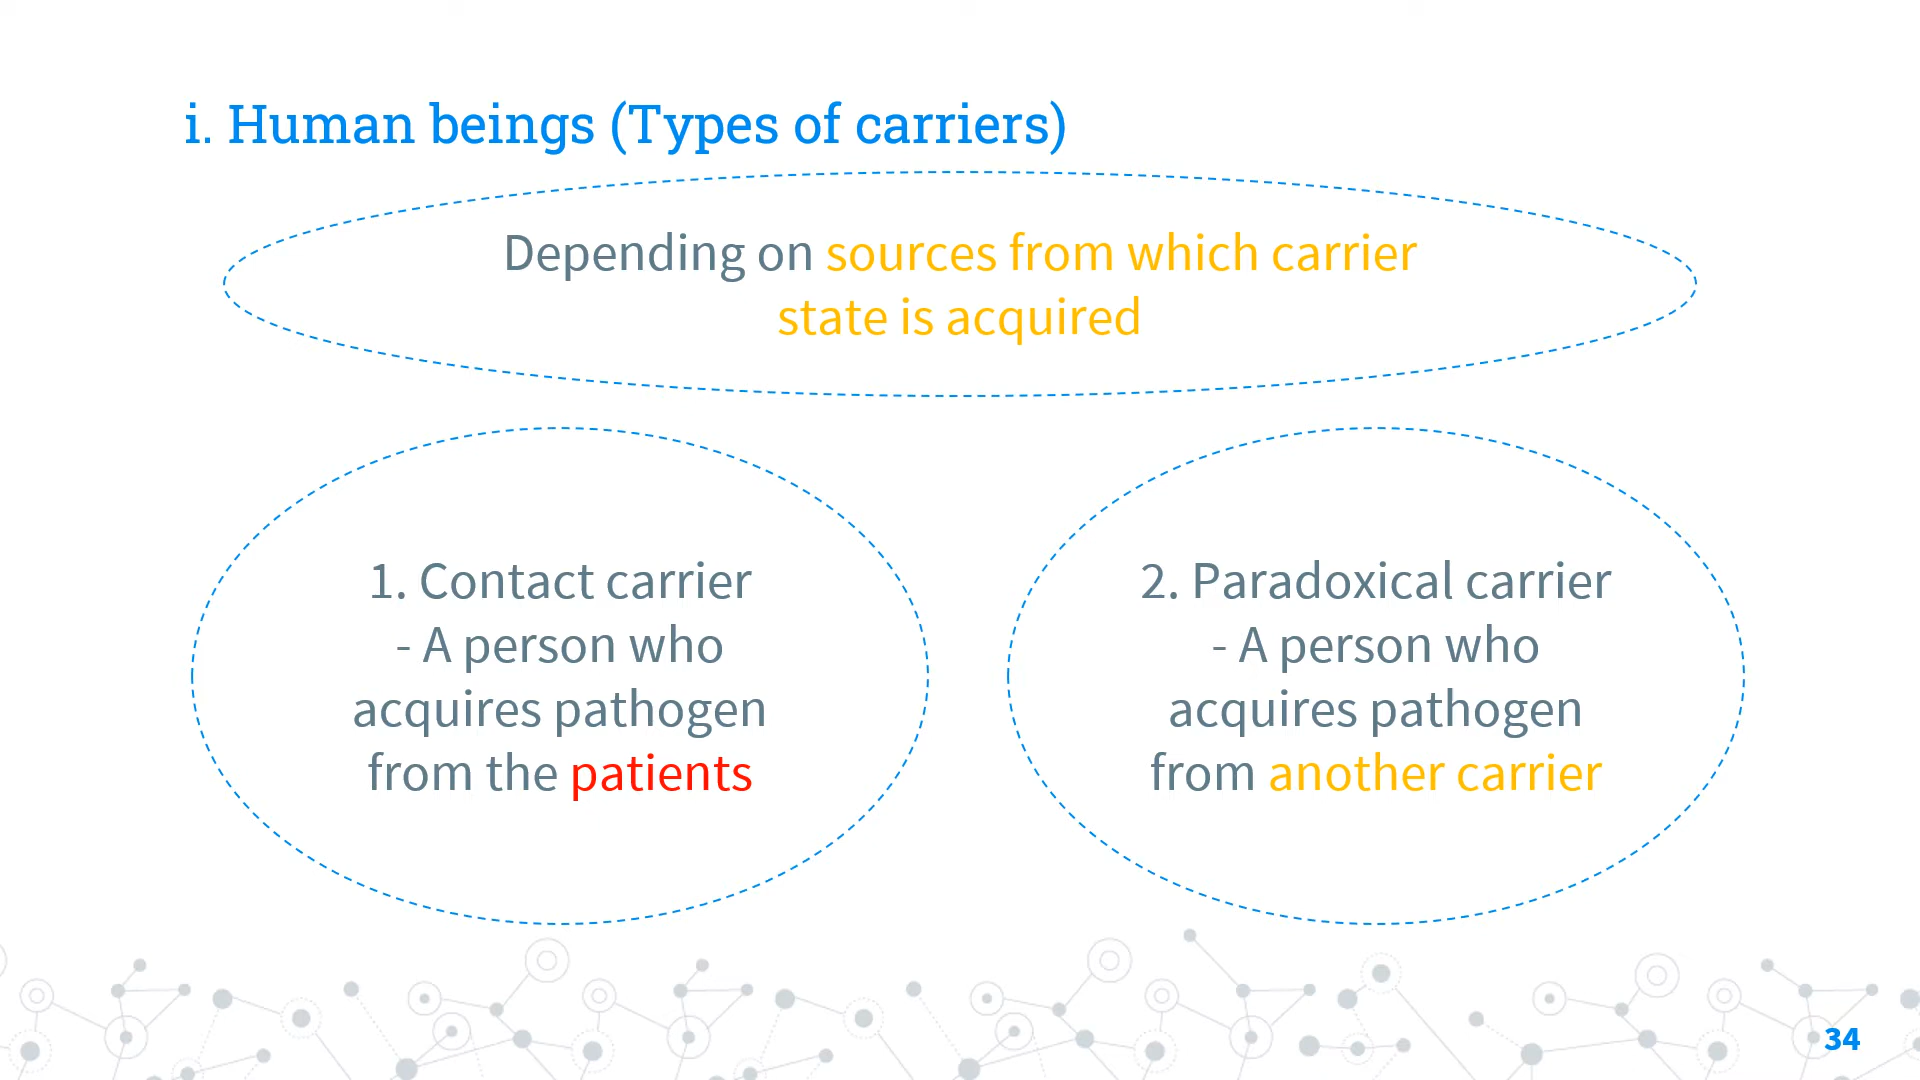 i. Human beings (Types of carriers)
Depending on sources from which carrier
state is acquired
1. Contact carrier
- A person who
acquires pathogen
from the patients
2. Paradoxical carrier
- A person who
acquires pathogen
from another carrier
34